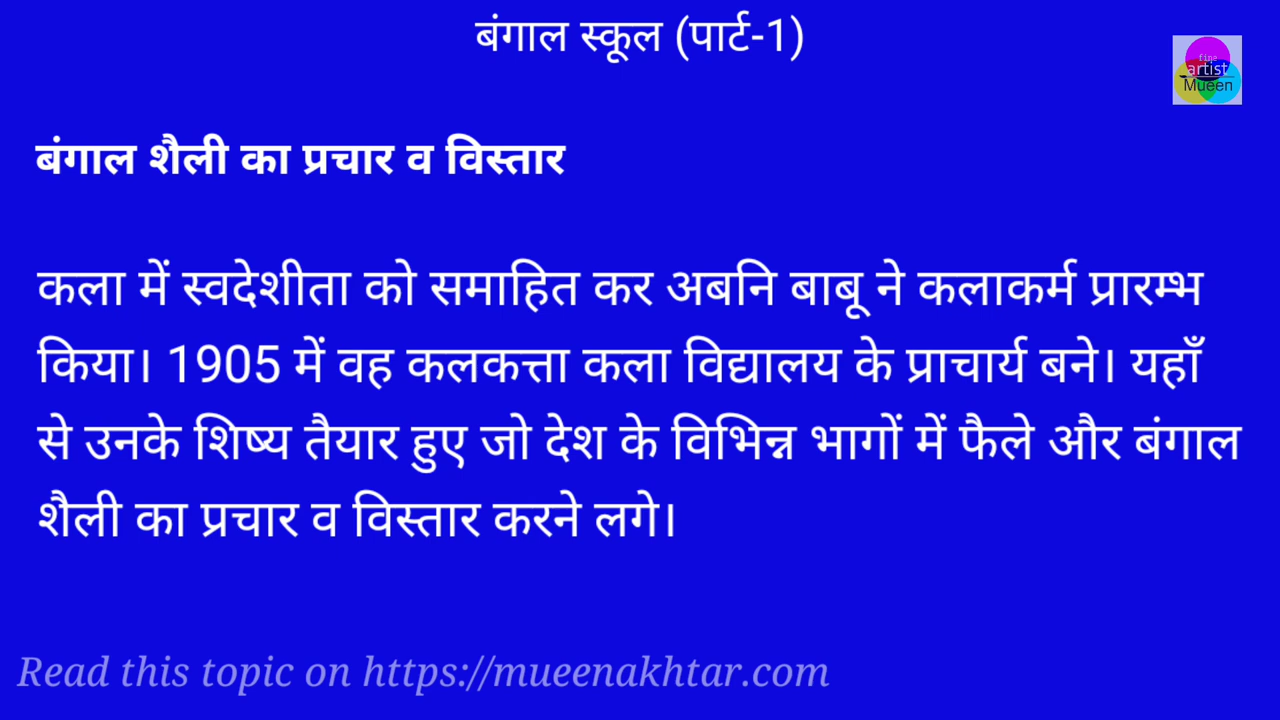 बंगाल स्कूल (पार्ट-1)
fine
artist
Mueen
बंगाल शैली का प्रचार व विस्तार
कला में स्वदेशीता को समाहित कर अबनि बाबू ने कलाकर्म प्रारम्भ
किया। 1905 में वह कलकत्ता कला विद्यालय के प्राचार्य बने। यहाँ
से उनके शिष्य तैयार हुए जो देश के विभिन्न भागों में फैले और बंगाल
शैली का प्रचार व विस्तार करने लगे।
Read this topic on https://mueenakhtar.com